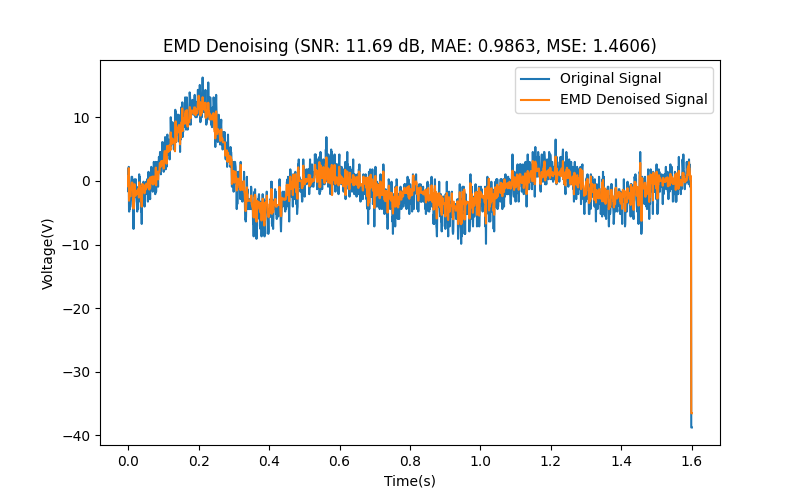 EMD Denoising (SNR: 11.69 dB, MAE: 0.9863, MSE: 1.4606)
Original Signal
EMD Denoised Signal
10
0
−10
−20
−30
−40
Voltage(V)
0.0 0.2 0.4 0.6 0.8 1.0 1.2 1.4 1.6
Time(s)